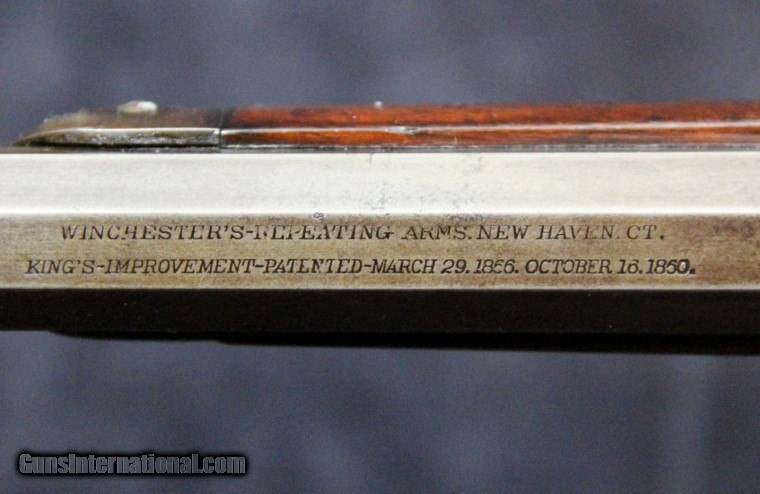 WINCHESTER'S-REPEATING ARMS. NEW HAVEN. CT.
KING'S-IMPROVEMENT-PATENTED-MARCH 29. 1866. OCTOBER 16. 1860.
GunsInternational.com